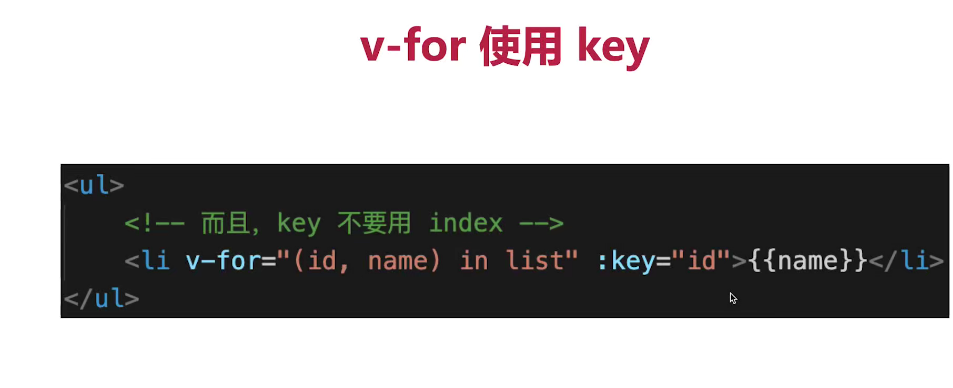 v-for 使用 key
<ul>
<!-- 而且，key 不要用 index -->
<li v-for="(id, name) in list" :key="id">{{name}}</li>
</ul>